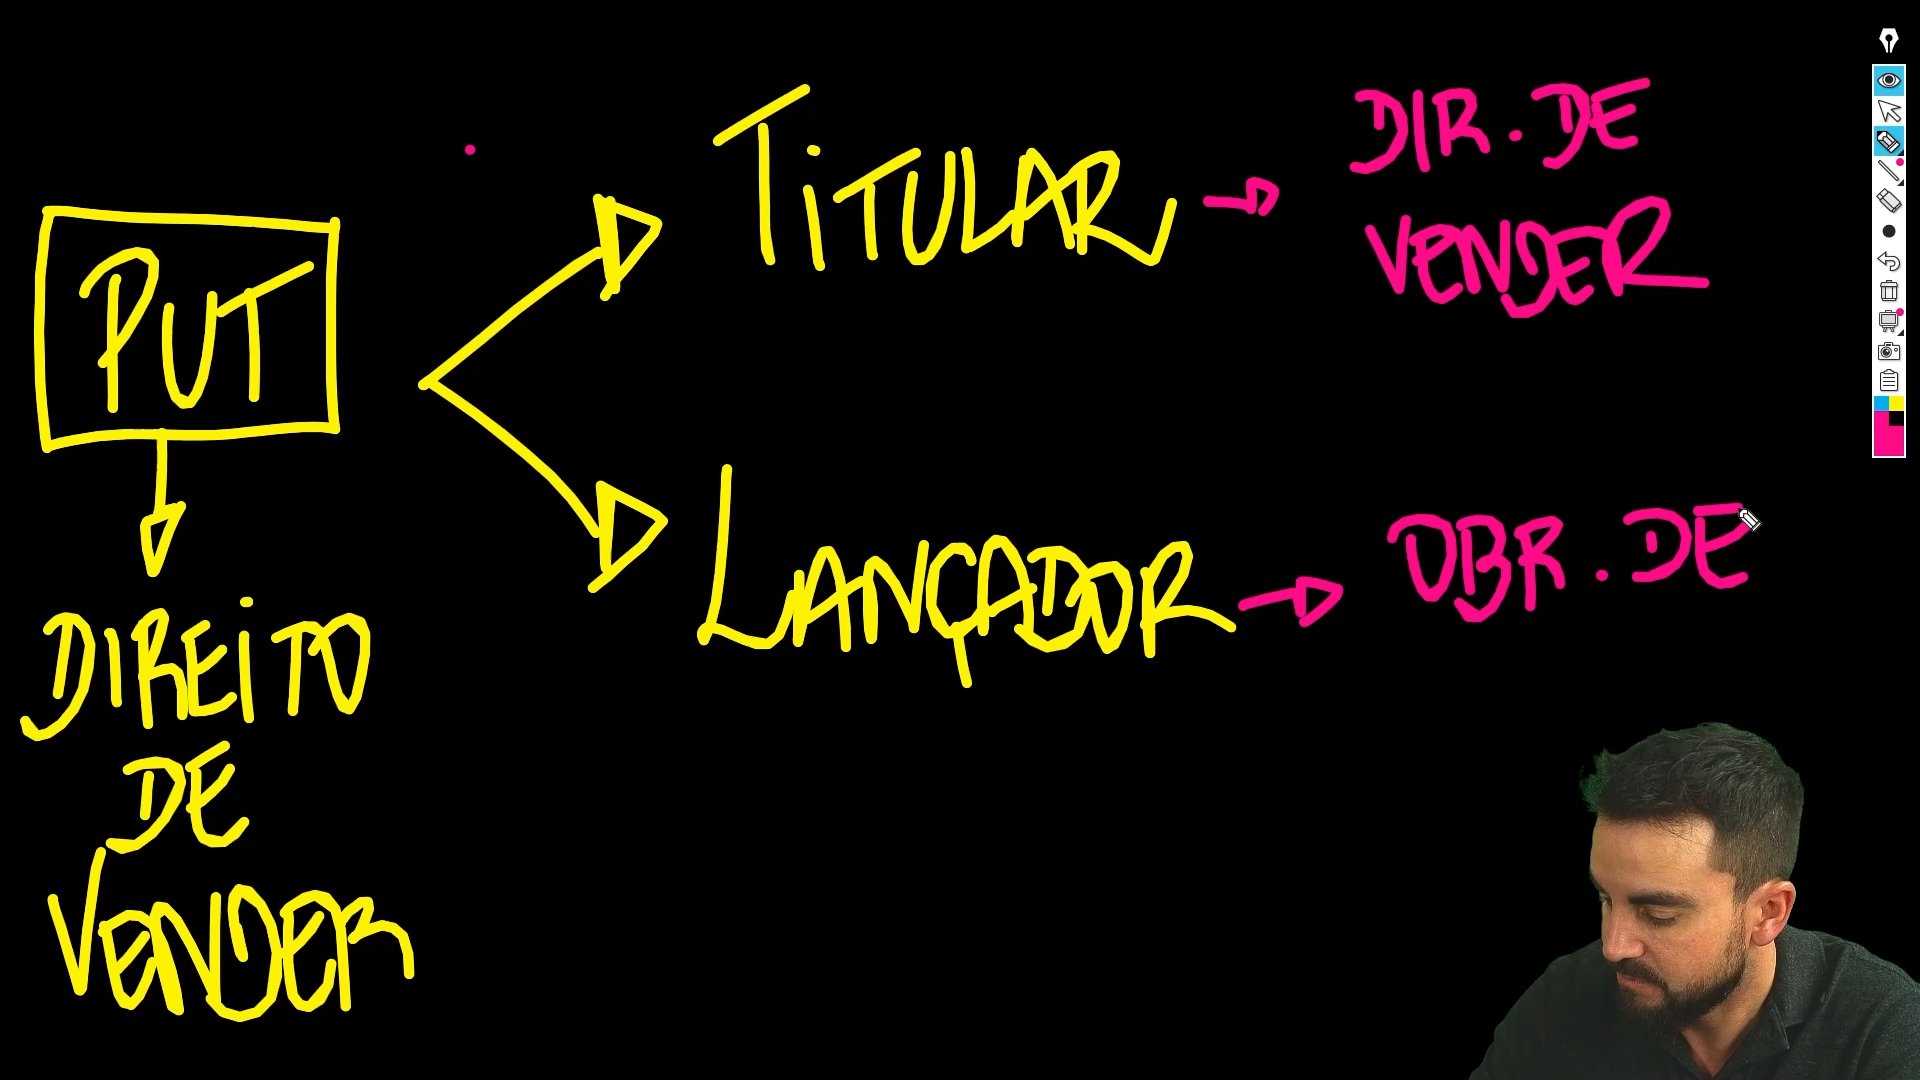 PUT
DIREITO
DE
VENDER
TITULAR
DIR. DE
VENDER
LANÇADOR
OBR. DE